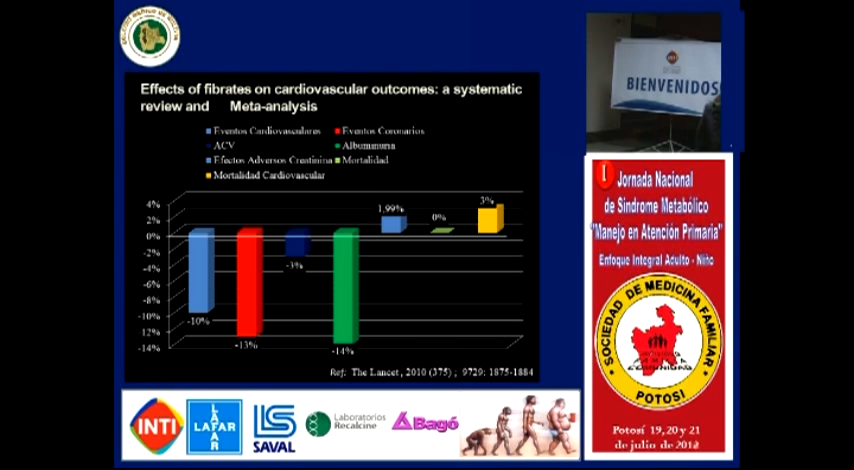 Effects of fibrates on cardiovascular outcomes: a systematic
review and Meta-analysis
Eventos Cardiovasculares
Eventos Coronarios
ACV
Albuminuria
Efectos Adversos Creatinina
Mortalidad
Mortalidad Cardiovascular
4%
2%
0%
-2%
-4%
-6%
-8%
-10%
-12%
-14%
-10%
-13%
-3%
-14%
1,99%
0%
3%
Ref: The Lancet, 2010 (375) ; 9729: 1875-1884
INTI
LAFAR
LAFAR
SAVAL
Laboratorios
Recalcine
Bagó
INTI
BIENVENIDOS
I Jornada Nacional
de Síndrome Metabólico
"Manejo en Atención Primaria"
Enfoque Integral Adulto - Niño
SOCIEDAD DE MEDICINA FAMILIAR
COMUNIDAD
POTOSI
Potosí 19, 20 y 21
de julio de 2012